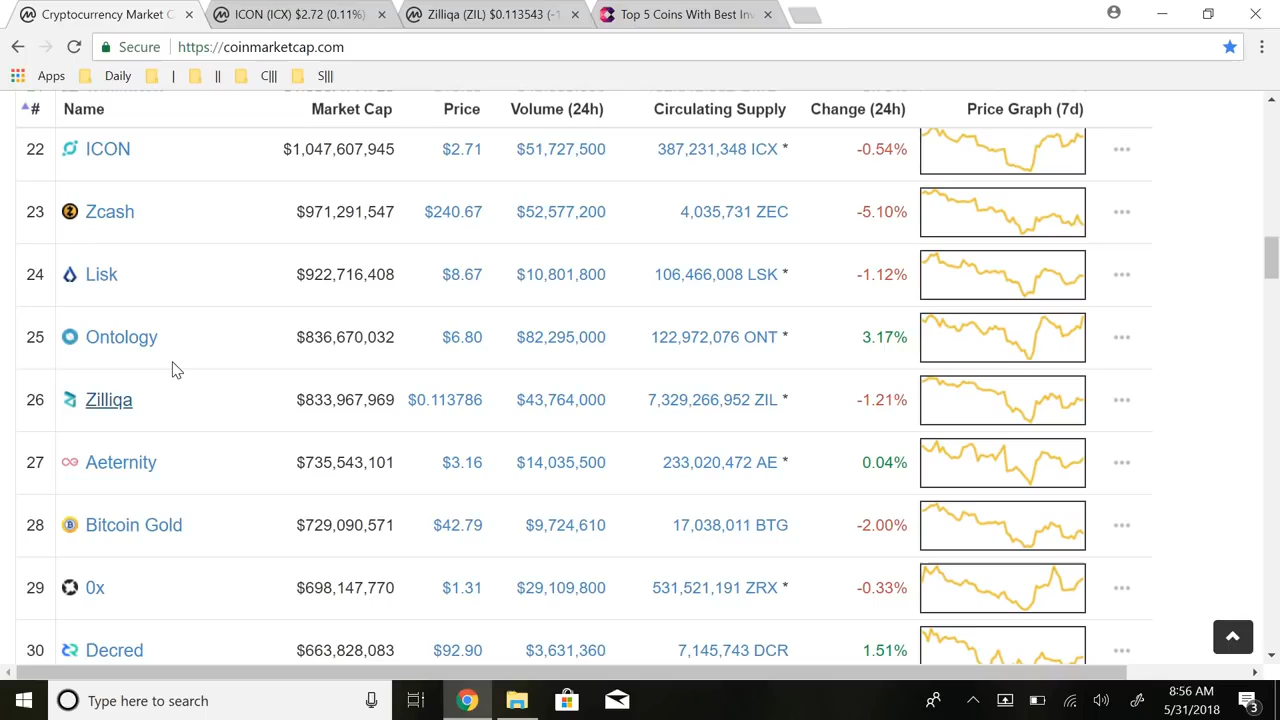 Cryptocurrency Market C
ICON (ICX) $2.72 (0.11%)
Zilliqa (ZIL) $0.113543 (-1
Top 5 Coins With Best In
Secure https://coinmarketcap.com
Apps Daily | || C||| S|||
# Name Market Cap Price Volume (24h) Circulating Supply Change (24h) Price Graph (7d)
22 ICON $1,047,607,945 $2.71 $51,727,500 387,231,348 ICX * -0.54%
23 Zcash $971,291,547 $240.67 $52,577,200 4,035,731 ZEC -5.10%
24 Lisk $922,716,408 $8.67 $10,801,800 106,466,008 LSK * -1.12%
25 Ontology $836,670,032 $6.80 $82,295,000 122,972,076 ONT * 3.17%
26 Zilliqa $833,967,969 $0.113786 $43,764,000 7,329,266,952 ZIL * -1.21%
27 Aeternity $735,543,101 $3.16 $14,035,500 233,020,472 AE * 0.04%
28 Bitcoin Gold $729,090,571 $42.79 $9,724,610 17,038,011 BTG -2.00%
29 0x $698,147,770 $1.31 $29,109,800 531,521,191 ZRX * -0.33%
30 Decred $663,828,083 $92.90 $3,631,360 7,145,743 DCR 1.51%
Type here to search
8:56 AM
5/31/2018
3